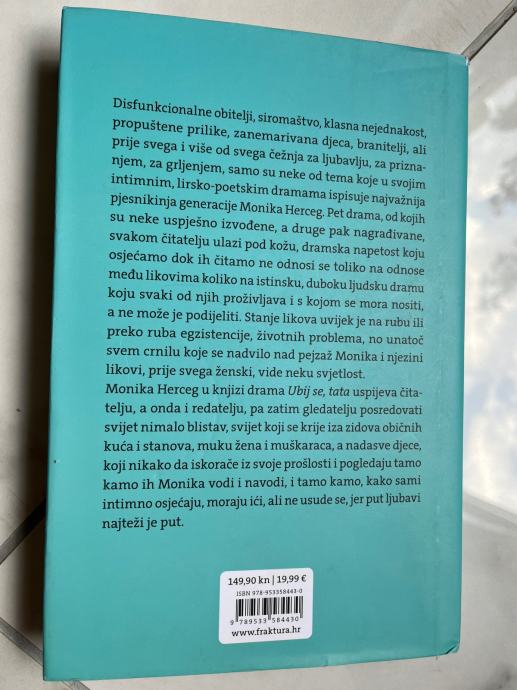 Disfunkcionalne obitelji, siromaštvo, klasna nejednakost,
propuštene prilike, zanemarivana djeca, branitelji, ali
prije svega i više od svega čežnja za ljubavlju, za prizna-
njem, za grljenjem, samo su neke od tema koje u svojim
intimnim, lirsko-poetskim dramama ispisuje najvažnija
pjesnikinja generacije Monika Herceg. Pet drama, od kojih
su neke uspješno izvođene, a druge pak nagrađivane,
svakom čitatelju ulazi pod kožu, dramska napetost koju
osjećamo dok ih čitamo ne odnosi se toliko na odnose
među likovima koliko na istinsku, duboku ljudsku dramu
koju svaki od njih proživljava i s kojom se mora nositi,
a ne može je podijeliti. Stanje likova uvijek je na rubu ili
preko ruba egzistencije, životnih problema, no unatoč
svem crnilu koje se nadvilo nad pejzaž Monika i njezini
likovi, prije svega ženski, vide neku svjetlost.
Monika Herceg u knjizi drama Ubij se, tata uspijeva čita-
telju, a onda i redatelju, pa zatim gledatelju posredovati
svijet nimalo blistav, svijet koji se krije iza zidova običnih
kuća i stanova, muku žena i muškaraca, a nadasve djece,
koji nikako da iskorače iz svoje prošlosti i pogledaju tamo
kamo ih Monika vodi i navodi, i tamo kamo, kako sami
intimno osjećaju, moraju ići, ali ne usude se, jer put ljubavi
najteži je put.
149,90 kn | 19,99 €
ISBN 978-953358443-0
9 789533 584430
www.fraktura.hr